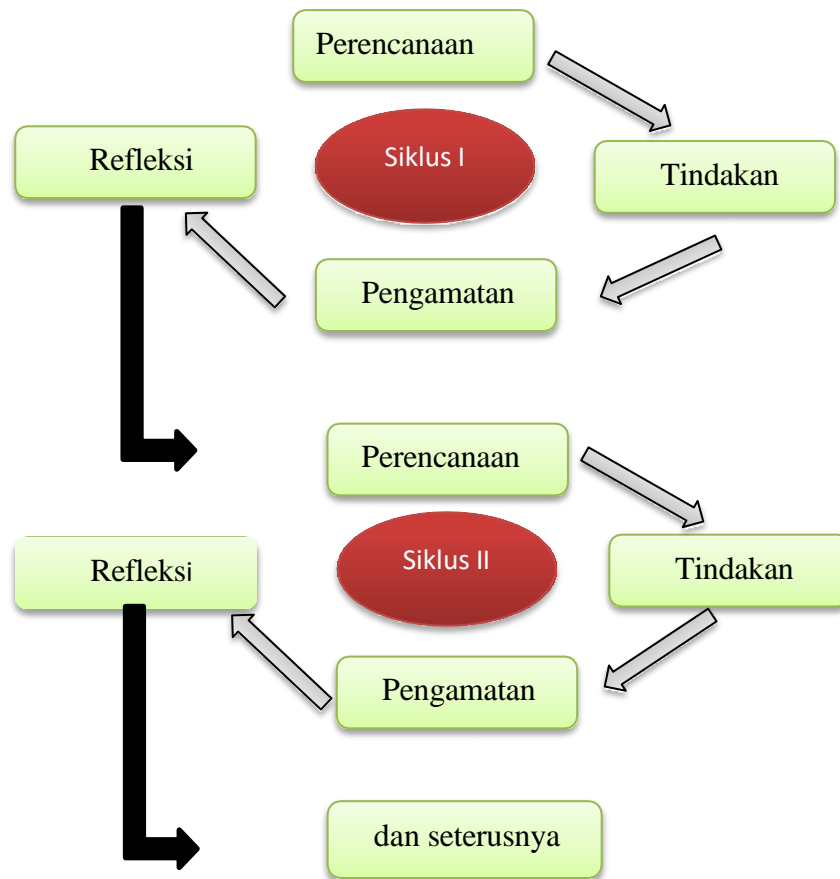 Perencanaan
Siklus I
Refleksi
Tindakan
Pengamatan
Perencanaan
Siklus II
Refleksi
Tindakan
Pengamatan
dan seterusnya